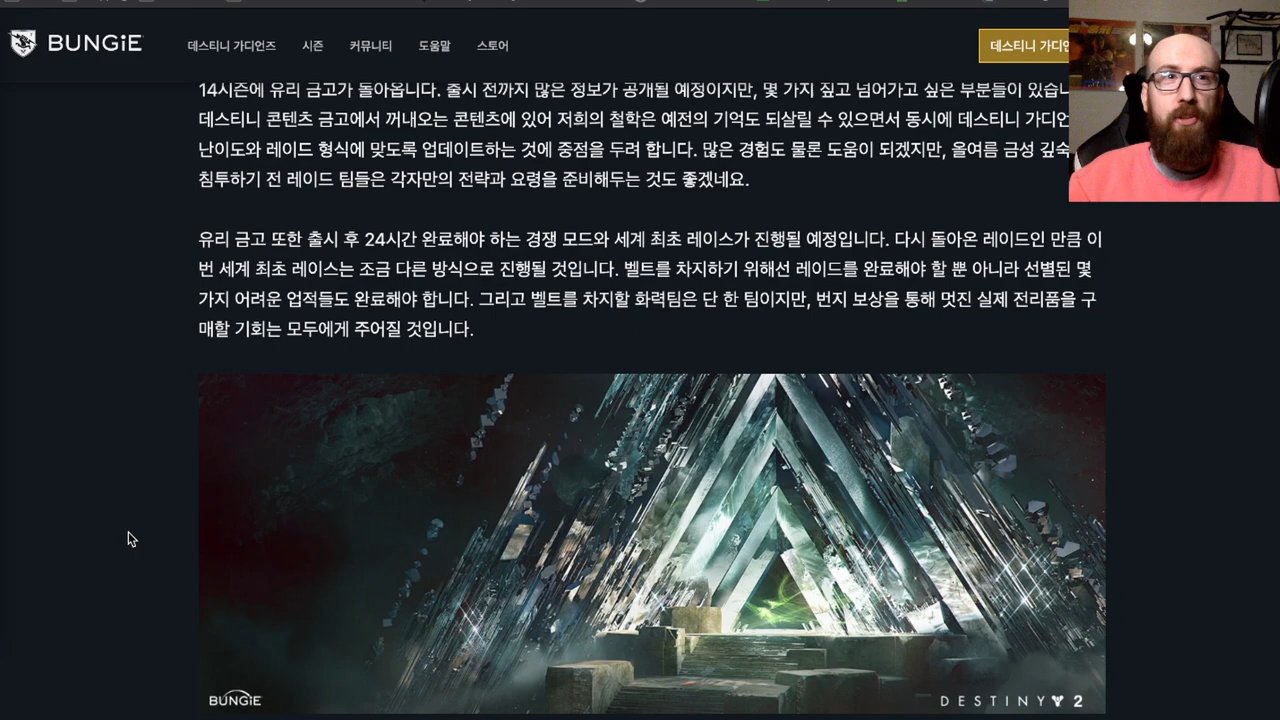 BUNGiE
데스티니 가디언즈 시즌 커뮤니티 도움말 스토어
데스티니
14시즌에 유리 금고가 돌아옵니다. 출시 전까지 많은 정보가 공개될 예정이지만, 몇 가지 짚고 넘어가고 싶은 부분들이
데스티니 콘텐츠 금고에서 꺼내오는 콘텐츠에 있어 저희의 철학은 예전의 기억도 되살릴 수 있으면서 동시에 데스티니
난이도와 레이드 형식에 맞도록 업데이트하는 것에 중점을 두려 합니다. 많은 경험도 물론 도움이 되겠지만, 올여름 금성
침투하기 전 레이드 팀들은 각자만의 전략과 요령을 준비해두는 것도 좋겠네요.
유리 금고 또한 출시 후 24시간 완료해야 하는 경쟁 모드와 세계 최초 레이스가 진행될 예정입니다. 다시 돌아온 레이드인 만큼 이
번 세계 최초 레이스는 조금 다른 방식으로 진행될 것입니다. 벨트를 차지하기 위해선 레이드를 완료해야 할 뿐 아니라 선별된 몇
가지 어려운 업적들도 완료해야 합니다. 그리고 벨트를 차지할 화력팀은 단 한 팀이지만, 번지 보상을 통해 멋진 실제 전리품을 구
매할 기회는 모두에게 주어질 것입니다.
BUNGiE
DESTINY 2